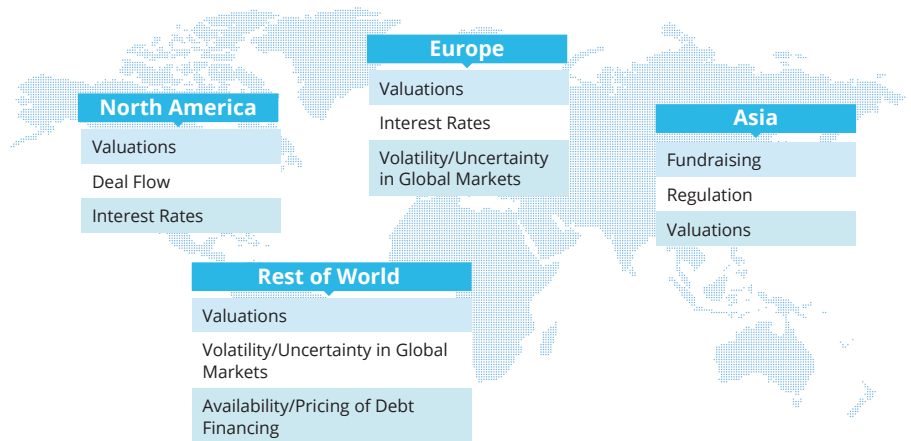 North America
Valuations
Deal Flow
Interest Rates
Europe
Valuations
Interest Rates
Volatility/Uncertainty
in Global Markets
Asia
Fundraising
Regulation
Valuations
Rest of World
Valuations
Volatility/Uncertainty in Global
Markets
Availability/Pricing of Debt
Financing